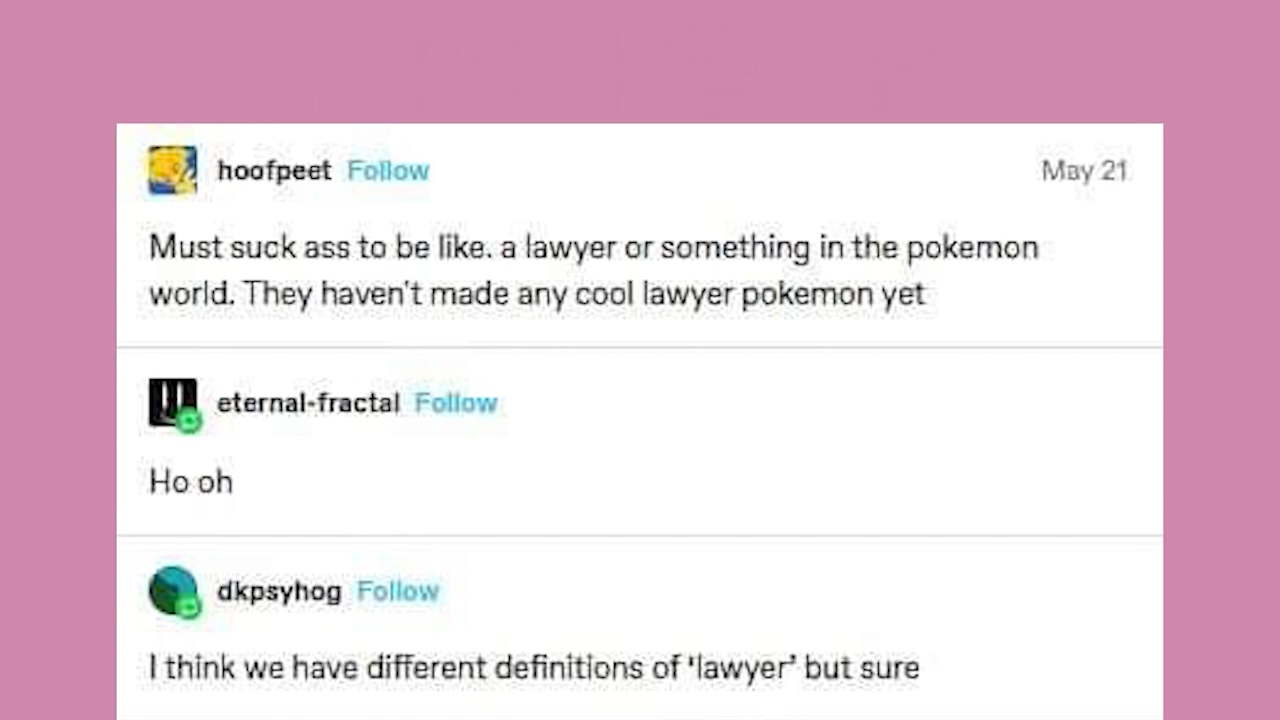 hoofpeet Follow May 21
Must suck ass to be like. a lawyer or something in the pokemon
world. They haven't made any cool lawyer pokemon yet
eternal-fractal Follow
Ho oh
dkpsyhog Follow
I think we have different definitions of ‘lawyer’ but sure